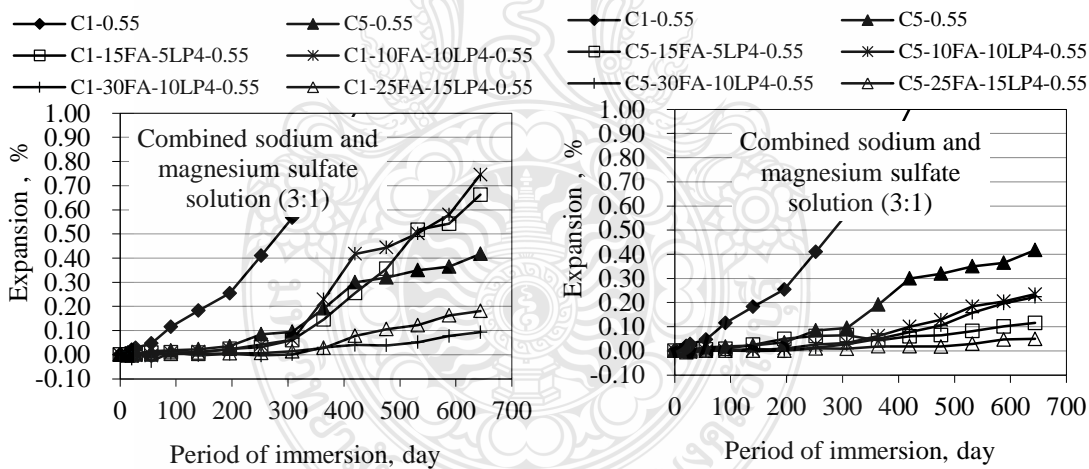 C1-0.55 C5-0.55
C1-15FA-5LP4-0.55 C1-10FA-10LP4-0.55
C1-30FA-10LP4-0.55 C1-25FA-15LP4-0.55
1.00
0.90
0.80
0.70
0.60
0.50
0.40
0.30
0.20
0.10
0.00
-0.10
Expansion , %
Combined sodium and
magnesium sulfate
solution (3:1)
0 100 200 300 400 500 600 700
Period of immersion, day
C1-0.55 C5-0.55
C5-15FA-5LP4-0.55 C5-10FA-10LP4-0.55
C5-30FA-10LP4-0.55 C5-25FA-15LP4-0.55
1.00
0.90
0.80
0.70
0.60
0.50
0.40
0.30
0.20
0.10
0.00
-0.10
Expansion , %
Combined sodium and
magnesium sulfate
solution (3:1)
0 100 200 300 400 500 600 700
Period of immersion, day